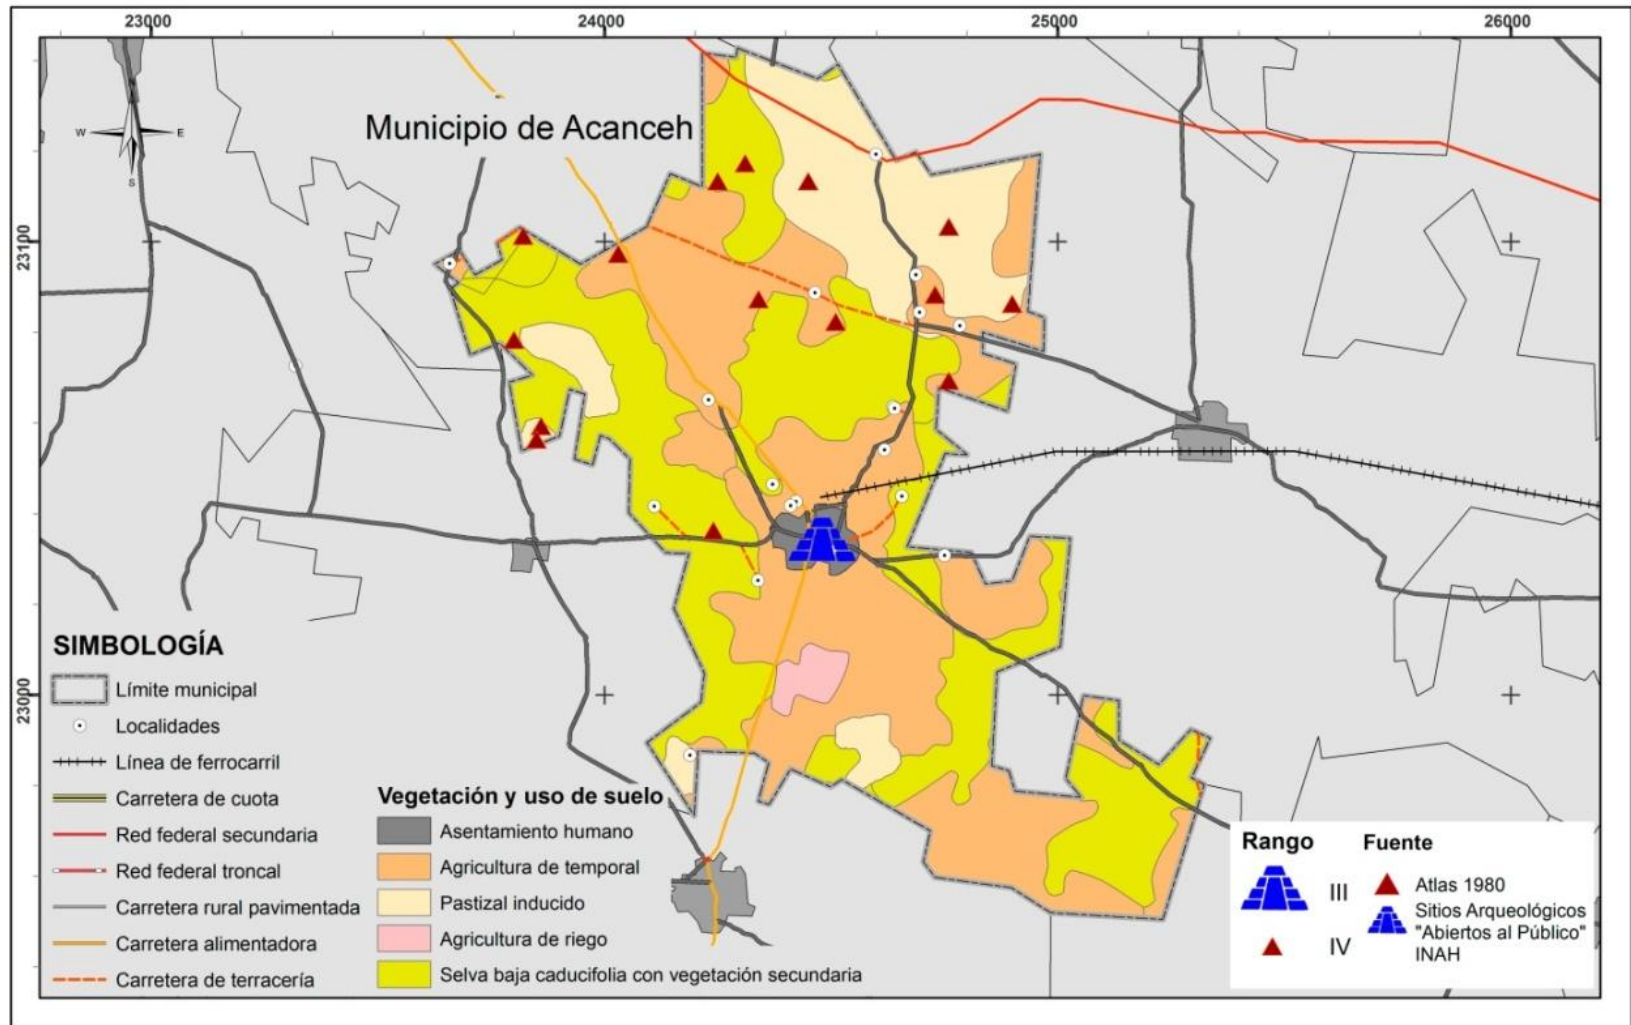 23000
24000
25000
26000
Municipio de Acanceh
W
E
S
23100
23000
SIMBOLOGÍA
Límite municipal
Localidades
Línea de ferrocarril
Carretera de cuota
Red federal secundaria
Red federal troncal
Carretera rural pavimentada
Carretera alimentadora
Carretera de terracería
Vegetación y uso de suelo
Asentamiento humano
Agricultura de temporal
Pastizal inducido
Agricultura de riego
Selva baja caducifolia con vegetación secundaria
Rango
III
IV
Fuente
Atlas 1980
Sitios Arqueológicos
"Abiertos al Público"
INAH